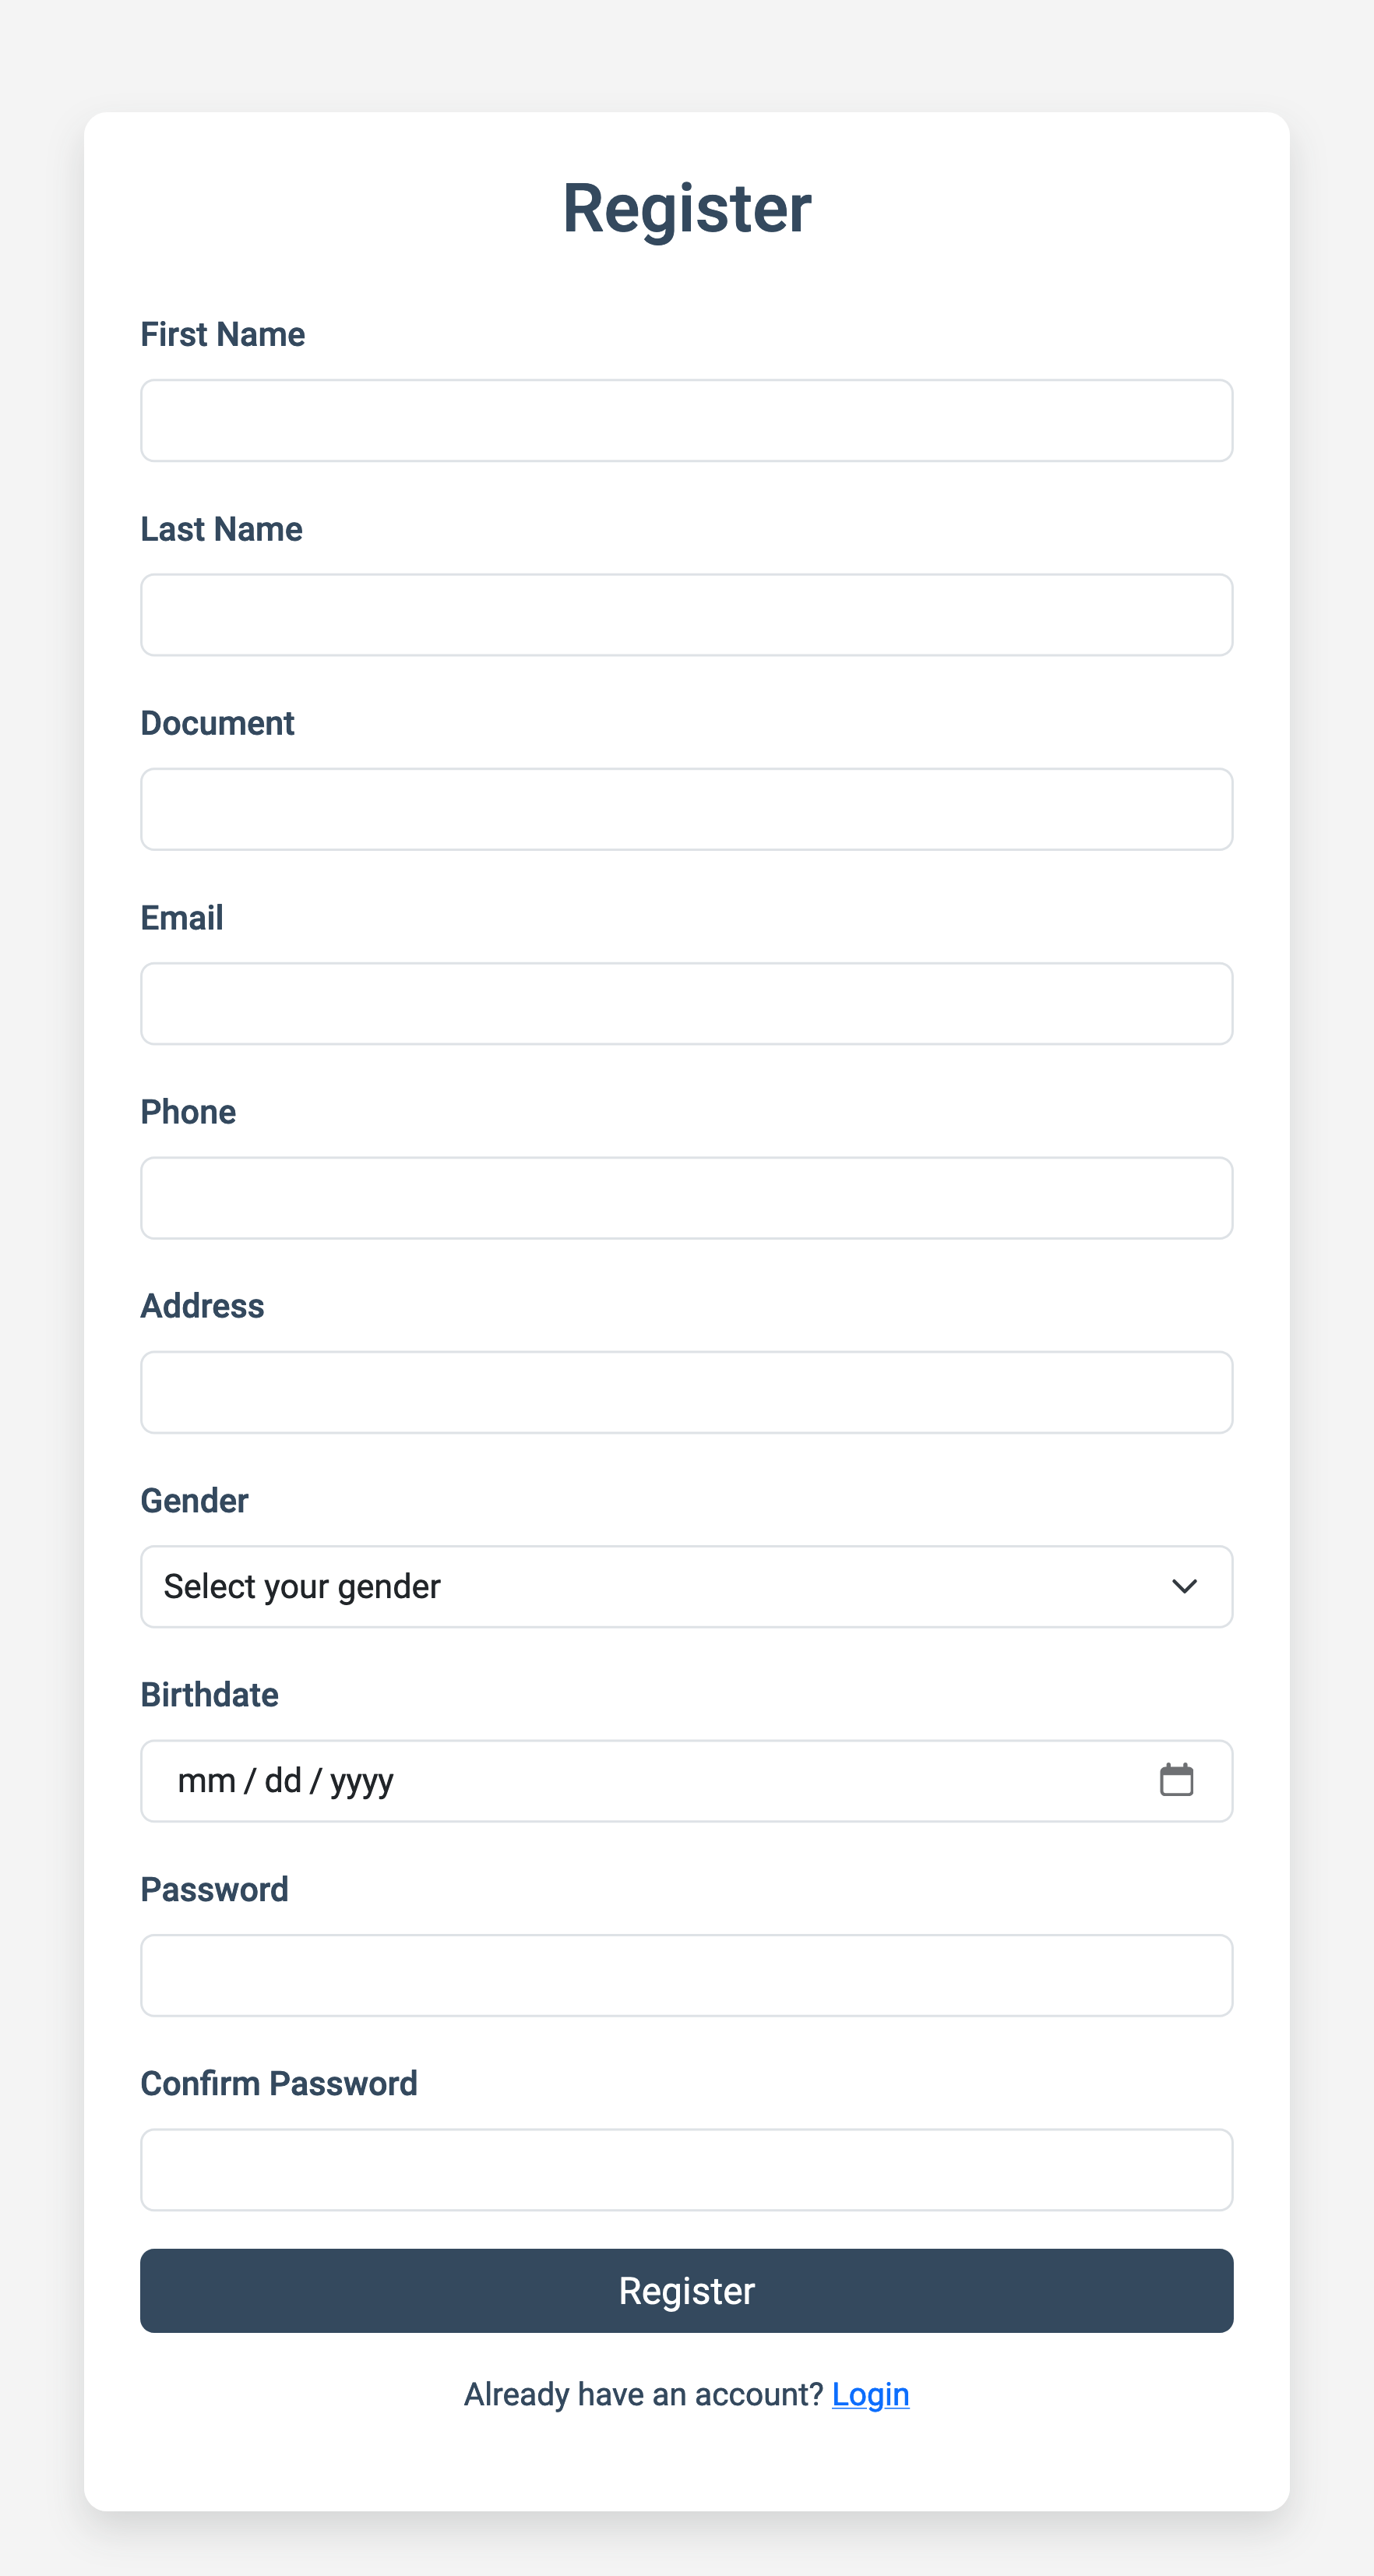 Register
First Name
Last Name
Document
Email
Phone
Address
Gender
Select your gender
Birthdate
mm / dd / yyyy
Password
Confirm Password
Register
Already have an account? Login